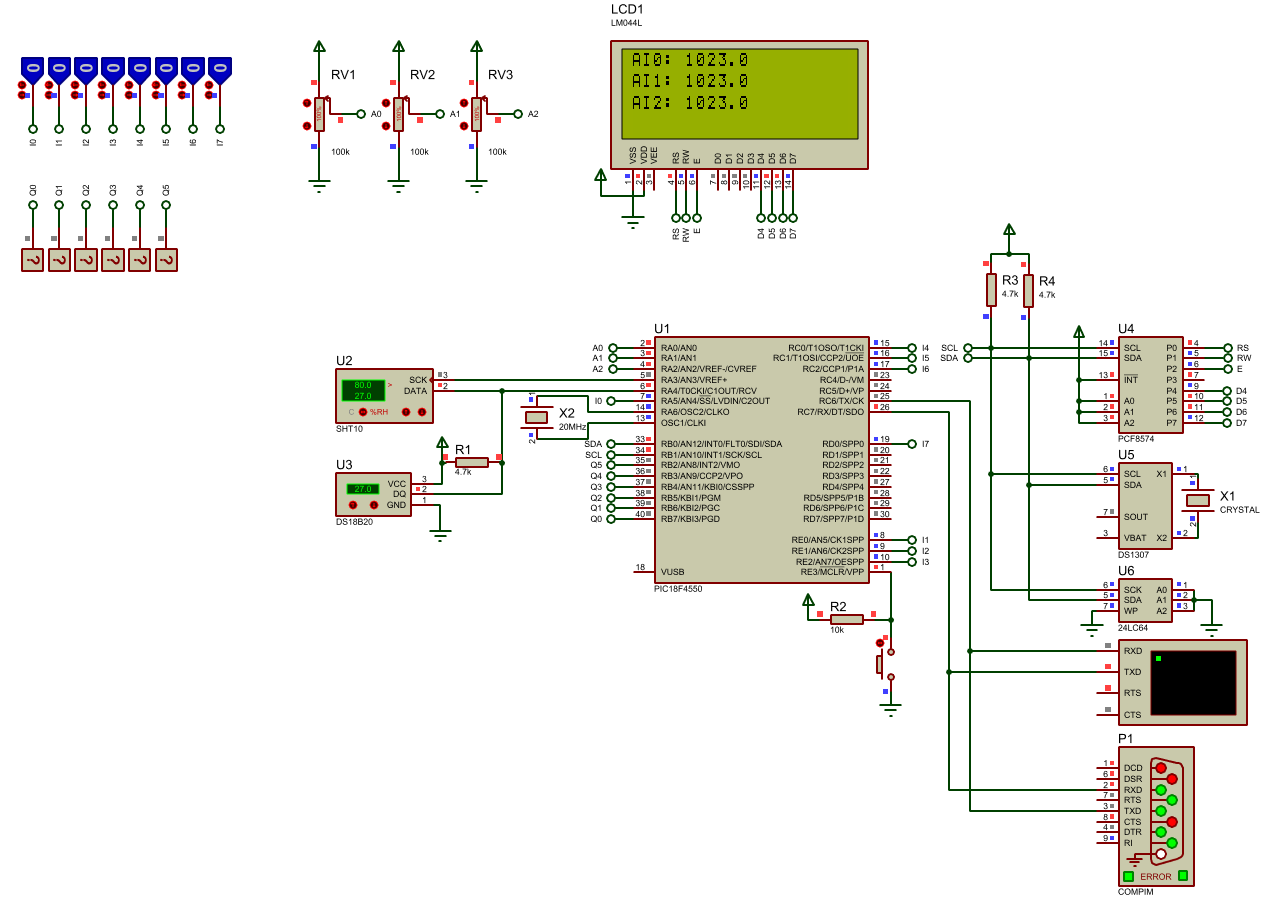 LCD1
LM044L
AI0: 1023.0
AI1: 1023.0
AI2: 1023.0
VSS VDD VEE RS RW E D0 D1 D2 D3 D4 D5 D6 D7
1 2 3 4 5 6 7 8 9 10 11 12 13 14
RS RW E D4 D5 D6 D7
0 0 0 0 0 0 0 0
I0 I1 I2 I3 I4 I5 I6 I7
Q0 Q1 Q2 Q3 Q4 Q5
? ? ? ? ? ?
RV1
100%
A0
100k
RV2
100%
A1
100k
RV3
100%
A2
100k
U2
80.0
>
27.0
C %RH
SCK 3
DATA 2
SHT10
U3
27.0
VCC 3
DQ 2
GND 1
DS18B20
R1
4.7k
X2
20MHz
1
2
U1
A0 2 RA0/AN0
A1 3 RA1/AN1
A2 4 RA2/AN2/VREF-/CVREF
5 RA3/AN3/VREF+
6 RA4/T0CKI/C1OUT/RCV
I0 7 RA5/AN4/SS/LVDIN/C2OUT
14 RA6/OSC2/CLKO
13 OSC1/CLKI
SDA 33 RB0/AN12/INT0/FLT0/SDI/SDA
SCL 34 RB1/AN10/INT1/SCK/SCL
Q5 35 RB2/AN8/INT2/VMO
Q4 36 RB3/AN9/CCP2/VPO
Q3 37 RB4/AN11/KBI0/CSSPP
Q2 38 RB5/KBI1/PGM
Q1 39 RB6/KBI2/PGC
Q0 40 RB7/KBI3/PGD
18 VUSB
RC0/T1OSO/T1CKI 15 I4
RC1/T1OSI/CCP2/UOE 16 I5
RC2/CCP1/P1A 17 I6
RC4/D-/VM 23
RC5/D+/VP 24
RC6/TX/CK 25
RC7/RX/DT/SDO 26
RD0/SPP0 19 I7
RD1/SPP1 20
RD2/SPP2 21
RD3/SPP3 22
RD4/SPP4 27
RD5/SPP5/P1B 28
RD6/SPP6/P1C 29
RD7/SPP7/P1D 30
RE0/AN5/CK1SPP 8 I1
RE1/AN6/CK2SPP 9 I2
RE2/AN7/OESPP 10 I3
RE3/MCLR/VPP 1
PIC18F4550
R2
10k
R3
4.7k
R4
4.7k
SCL
SDA
U4
14 SCL P0 4 RS
15 SDA P1 5 RW
P2 6 E
13 INT P3 7
P4 9 D4
1 A0 P5 10 D5
2 A1 P6 11 D6
3 A2 P7 12 D7
PCF8574
U5
6 SCL X1 1
5 SDA
7 SOUT
3 VBAT X2 2
DS1307
X1
CRYSTAL
1
2
U6
6 SCK A0 1
5 SDA A1 2
7 WP A2 3
24LC64
RXD
TXD
RTS
CTS
P1
1 DCD
6 DSR
2 RXD
7 RTS
3 TXD
8 CTS
4 DTR
9 RI
ERROR
COMPIM